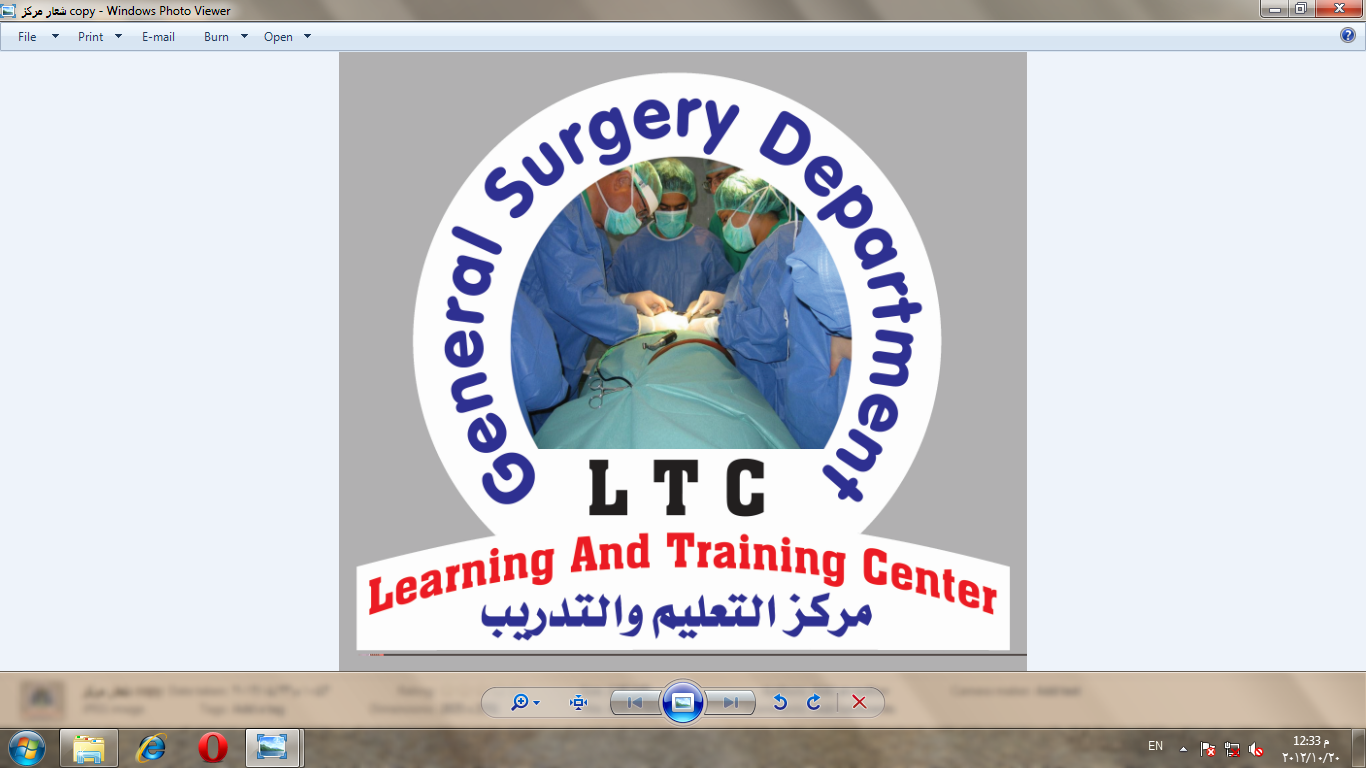 شعار مركز copy - Windows Photo Viewer
File Print E-mail Burn Open
General Surgery Department
L T C
Learning And Training Center
مركز التعليم والتدريب
EN
12:33 م
٢٠١٢/١٠/٢٠